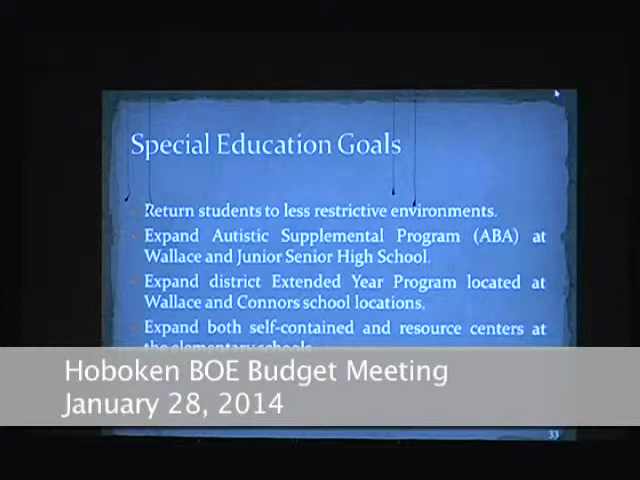 Special Education Goals
Return students to less restrictive environments.
Expand Autistic Supplemental Program (ABA) at
Wallace and Junior Senior High School.
Expand district Extended Year Program located at
Wallace and Connors school locations.
Expand both self-contained and resource centers at
the elementary schools.
Hoboken BOE Budget Meeting
January 28, 2014
33